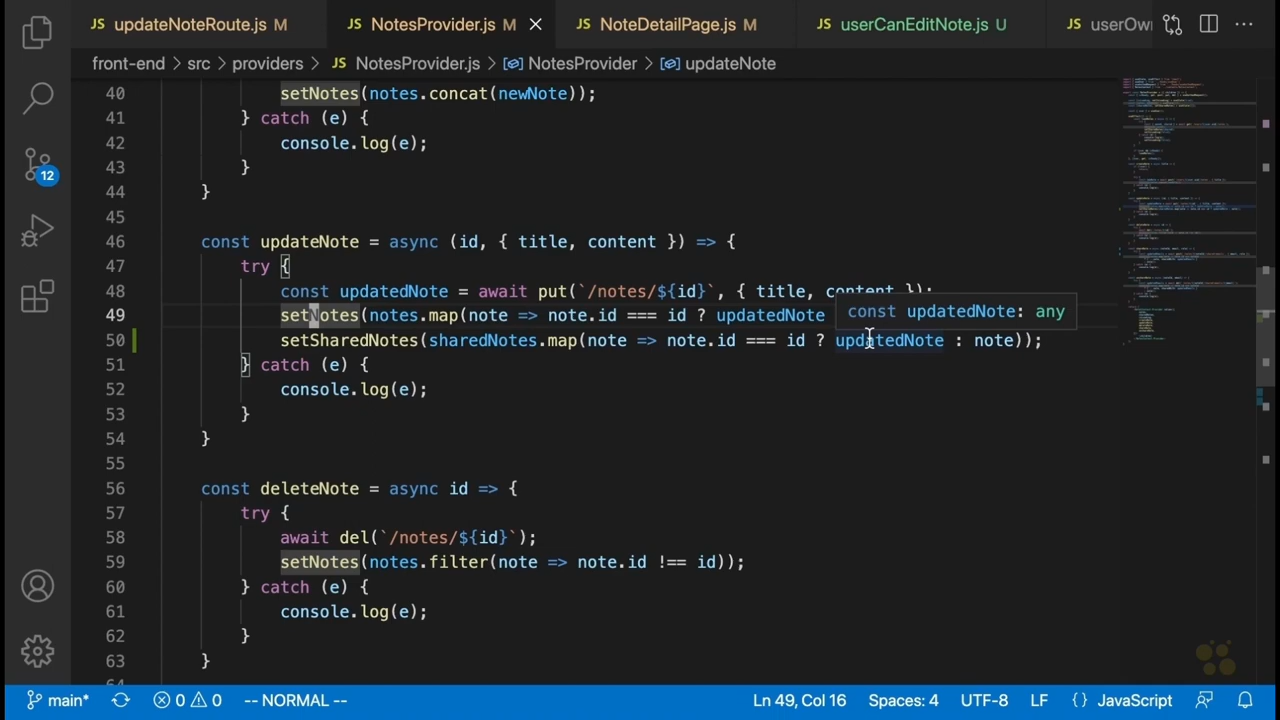 JS updateNoteRoute.js M
JS NotesProvider.js M
JS NoteDetailPage.js M
JS userCanEditNote.js U
JS userOwn
front-end > src > providers > JS NotesProvider.js > NotesProvider > updateNote
40 setNotes(notes.concat(newNote));
41 } catch (e) {
42 console.log(e);
43 }
44 }
45
46 const updateNote = async (id, { title, content }) => {
47 try {
48 const updatedNote = await put(`/notes/${id}`, { title, content });
49 setNotes(notes.map(note => note.id === id ? updatedNote
const updatedNote: any
50 setSharedNotes(sharedNotes.map(note => note.id === id ? updatedNote : note));
51 } catch (e) {
52 console.log(e);
53 }
54 }
55
56 const deleteNote = async id => {
57 try {
58 await del(`/notes/${id}`);
59 setNotes(notes.filter(note => note.id !== id));
60 } catch (e) {
61 console.log(e);
62 }
63 }
12
main* 0 0 -- NORMAL -- Ln 49, Col 16 Spaces: 4 UTF-8 LF {} JavaScript